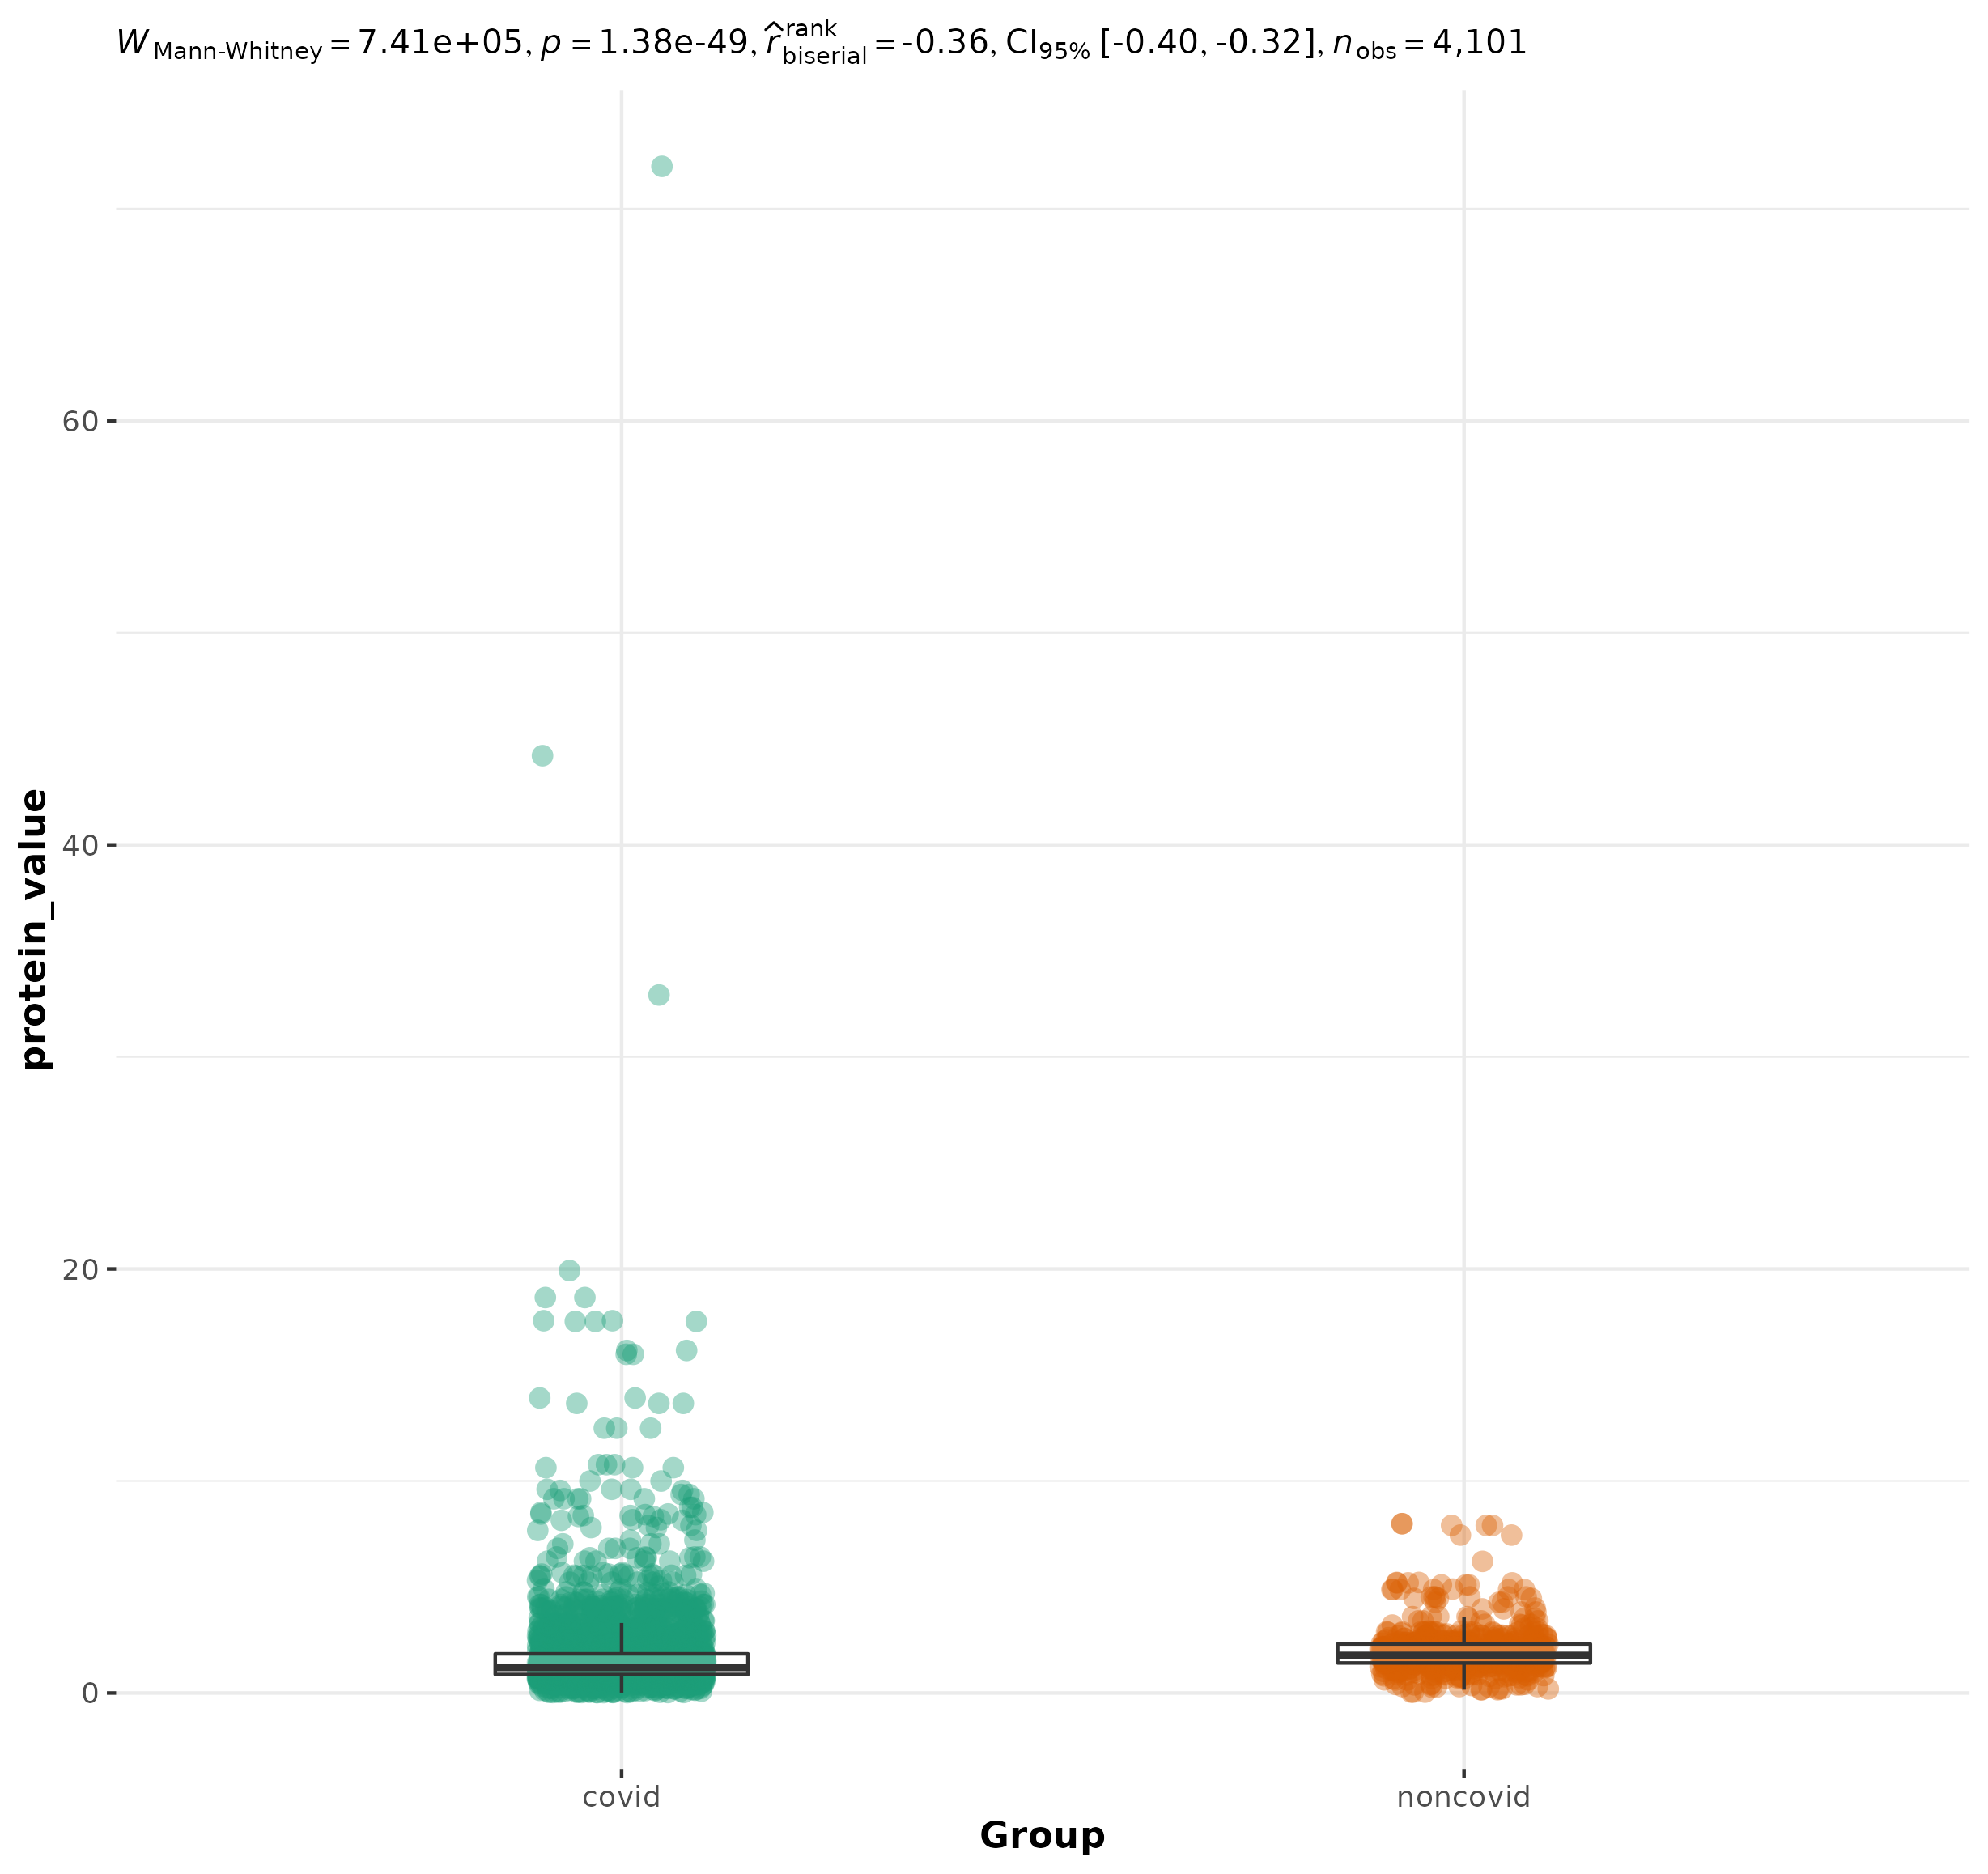 W Mann-Whitney = 7.41e+05, p = 1.38e-49, r̂ rank biserial = -0.36, CI95% [-0.40, -0.32], nobs = 4,101
60
40
20
0
protein_value
covid noncovid
Group